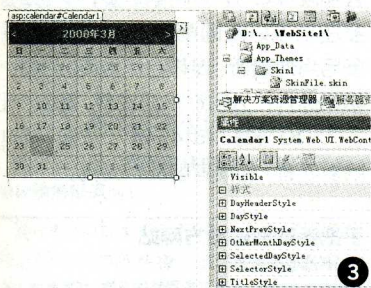 asp:calendar#Calendar1
2008年3月
日 一 二 三 四 五 六
2 3 4 5 6 7 8
9 10 11 12 13 14 15
16 17 18 19 20 21 22
23 25 26 27 28 29
30 31
D:\...\WebSite1\
App_Data
App_Themes
Skin1
SkinFile.skin
解决方案资源管理器 服务器资
属性
Calendar1 System.Web.UI.WebCont
Visible
样式
DayHeaderStyle
DayStyle
NextPrevStyle
OtherMonthDayStyle
SelectedDayStyle
SelectorStyle
TitleStyle
3